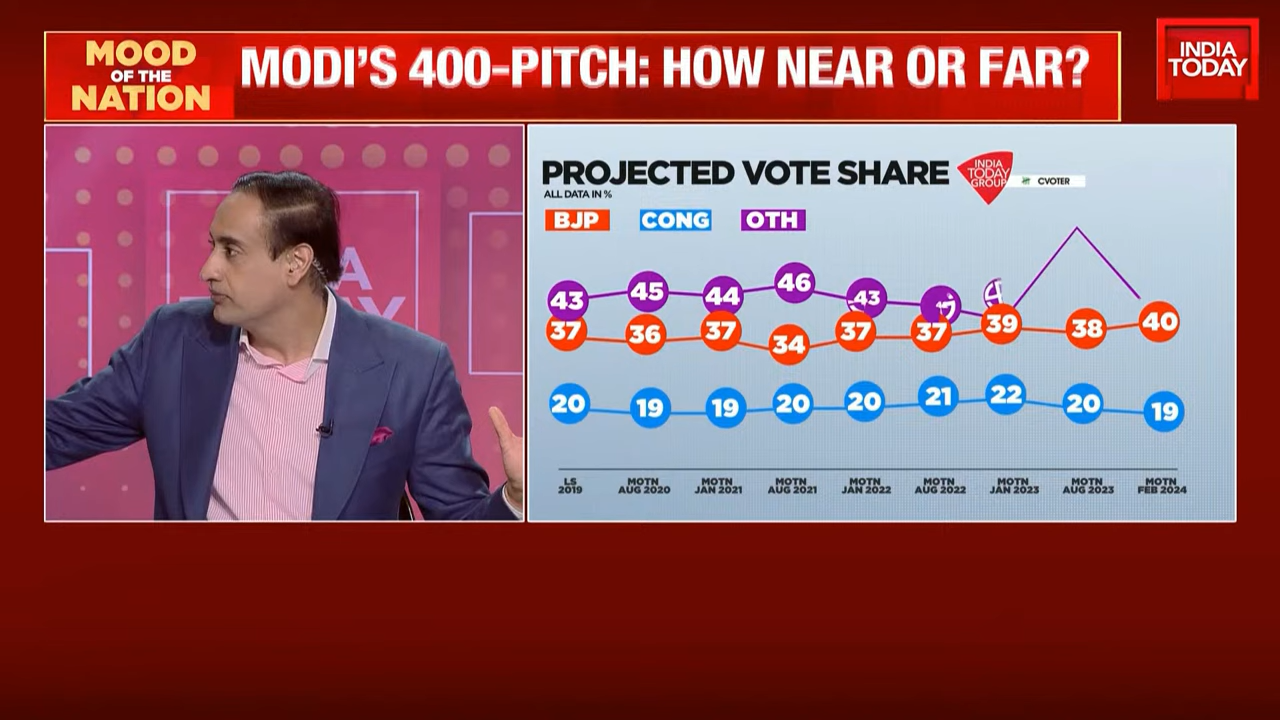 MOOD
OF THE
NATION
MODI'S 400-PITCH: HOW NEAR OR FAR?
INDIA
TODAY
PROJECTED VOTE SHARE
INDIA
TODAY
GROUP
CVOTER
ALL DATA IN %
BJP CONG OTH
43 45 44 46 43
37 36 37 34 37 37 39 38 40
20 19 19 20 20 21 22 20 19
LS
2019
MOTN
AUG 2020
MOTN
JAN 2021
MOTN
AUG 2021
MOTN
JAN 2022
MOTN
AUG 2022
MOTN
JAN 2023
MOTN
AUG 2023
MOTN
FEB 2024